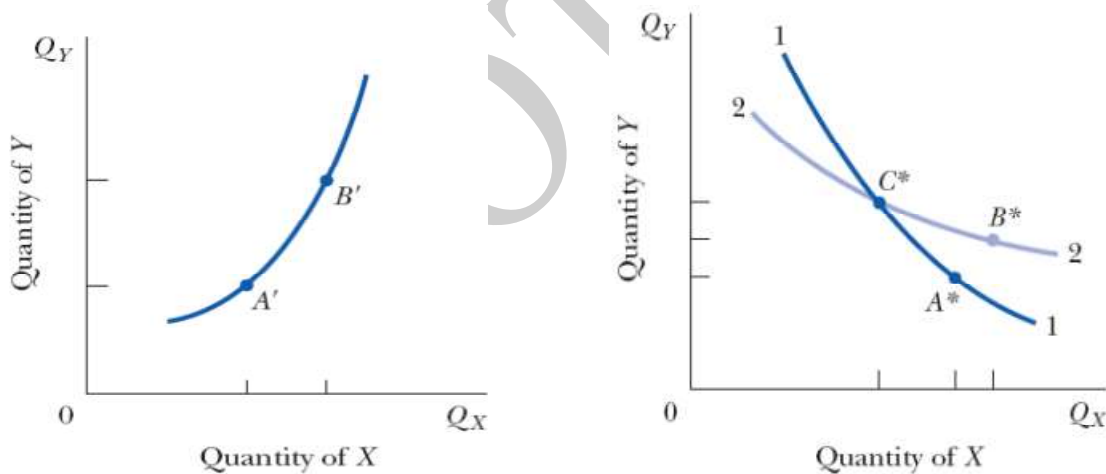 Q_Y
Quantity of Y
B′
A′
0
Q_X
Quantity of X
Q_Y
1
2
Quantity of Y
C*
B*
2
A*
1
0
Q_X
Quantity of X